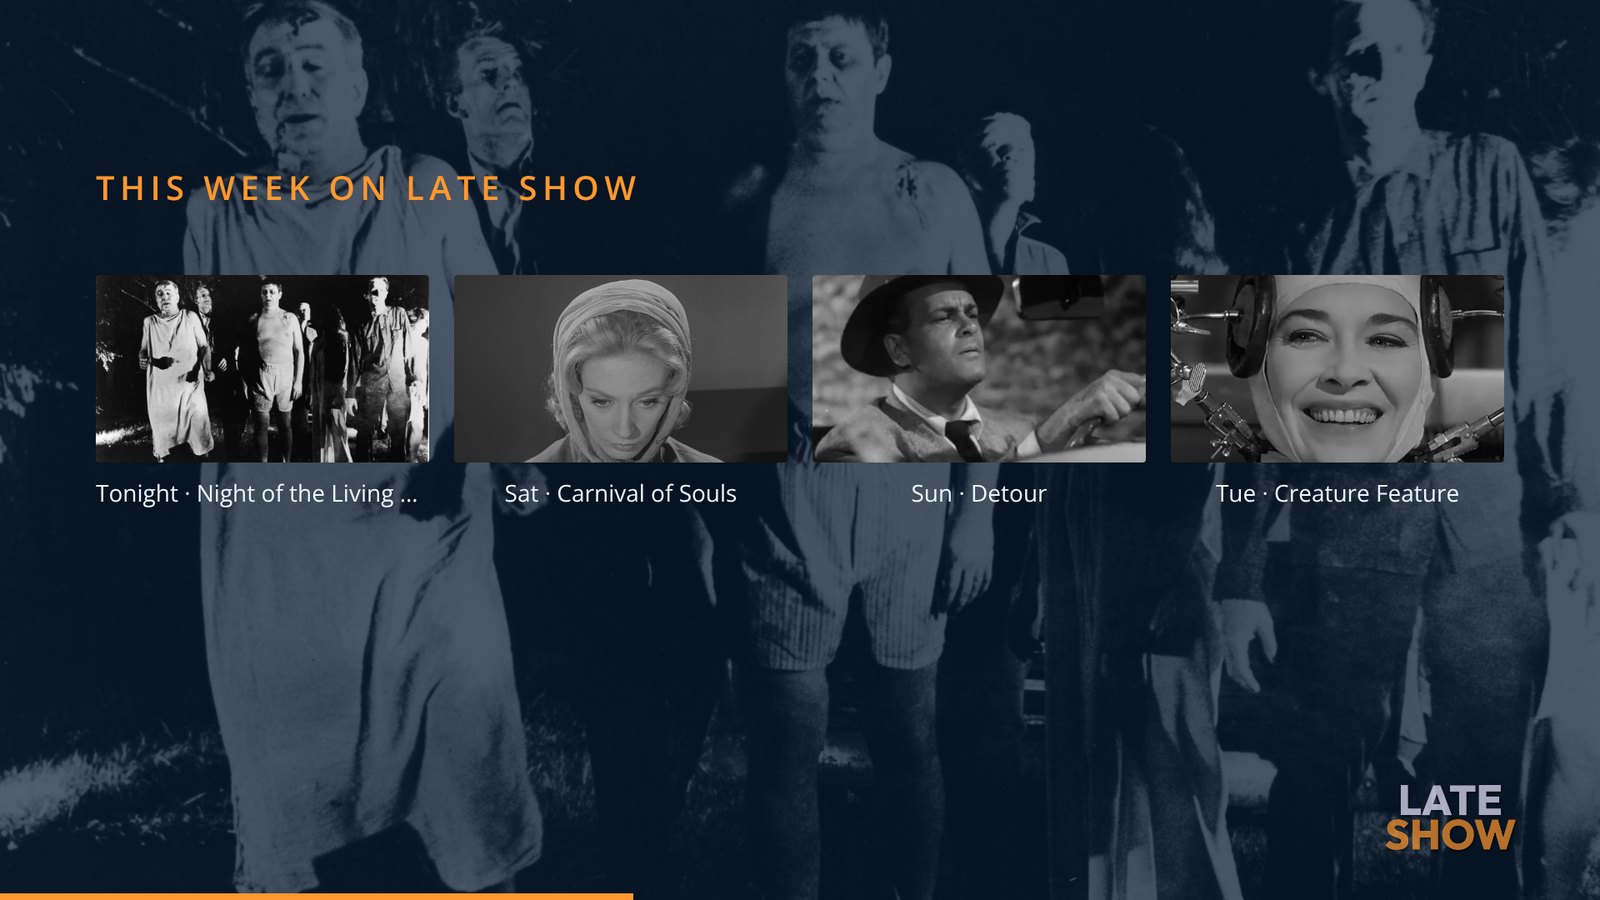 THIS WEEK ON LATE SHOW
Tonight · Night of the Living ...
Sat · Carnival of Souls
Sun · Detour
Tue · Creature Feature
LATE
SHOW